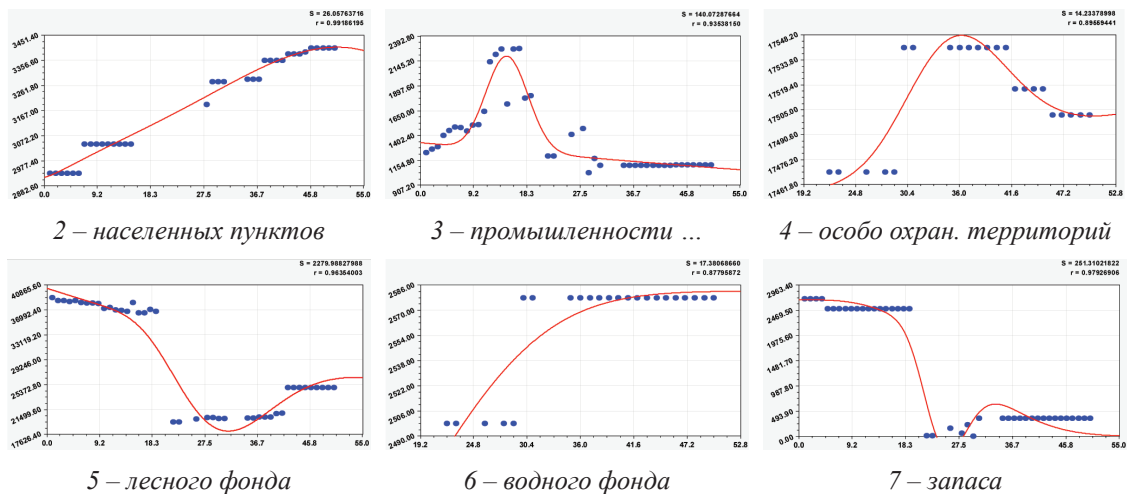 S = 26.05763716
r = 0.99186195
3451.40
3356.60
3261.80
3167.00
3072.20
2977.40
2882.60
0.1 9.2 18.3 27.5 36.7 45.8 55.0
2 – населенных пунктов
S = 140.07287664
r = 0.93538150
2392.80
2145.20
1897.60
1650.00
1402.40
1154.80
907.20
0.0 9.2 18.3 27.5 36.7 45.8 55.0
3 – промышленности ...
S = 14.23378998
r = 0.89559441
17548.20
17533.80
17519.40
17505.00
17490.60
17476.20
17461.80
19.2 24.8 30.4 36.0 41.6 47.2 52.8
4 – особо охран. территорий
S = 2279.98827988
r = 0.96354003
40865.60
36992.40
33119.20
29246.00
25372.80
21499.60
17626.40
0.0 9.2 18.3 27.5 36.7 45.8 55.0
5 – лесного фонда
S = 17.38068660
r = 0.87795872
2586.00
2570.00
2554.00
2538.00
2522.00
2506.00
2490.00
19.2 24.8 30.4 36.0 41.6 47.2 52.8
6 – водного фонда
S = 251.31021822
r = 0.97926906
2963.40
2469.50
1975.60
1481.70
987.80
493.90
0.00
0.0 9.2 18.3 27.5 36.7 45.8 55.0
7 – запаса